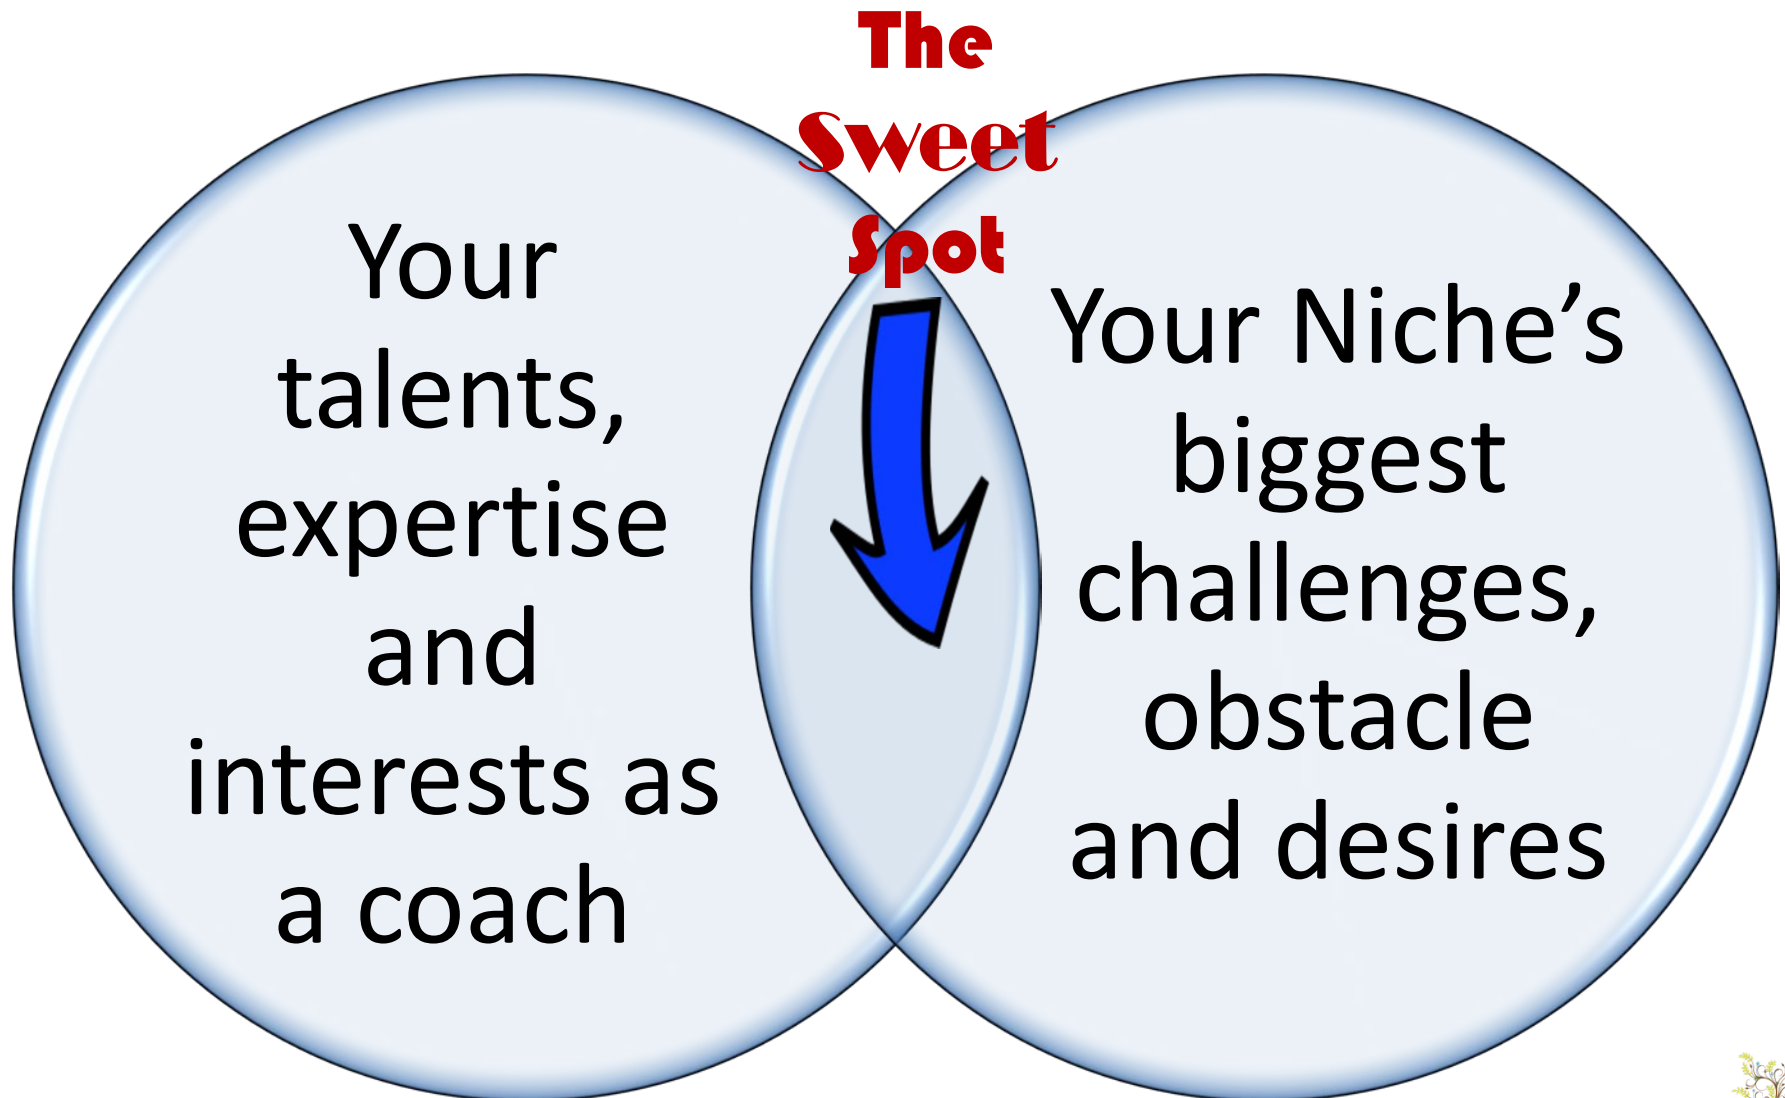 The
Sweet
Spot
Your
talents,
expertise
and
interests as
a coach
Your Niche’s
biggest
challenges,
obstacle
and desires